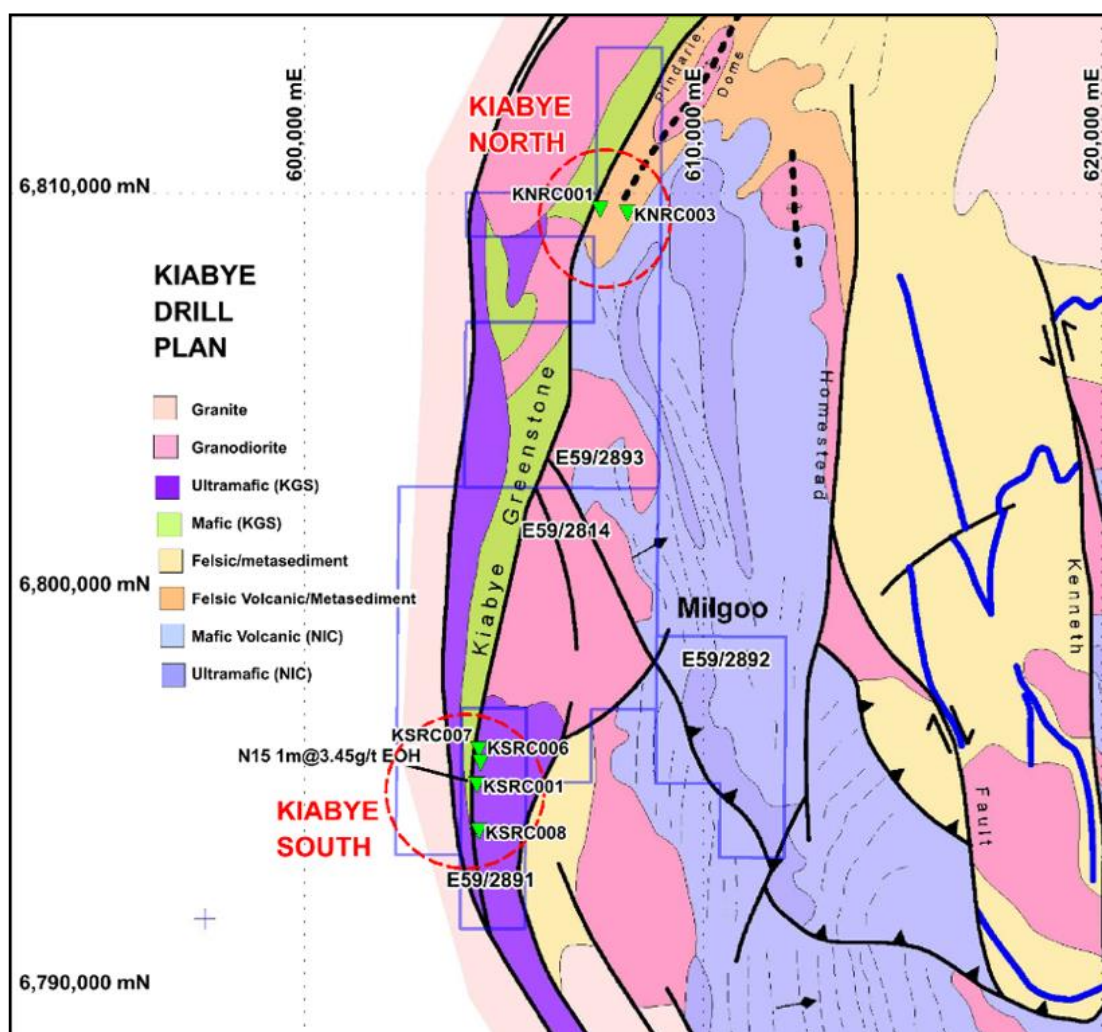 600,000 mE
610,000 mE
620,000 mE
Pindarie
Dome
KIABYE
NORTH
6,810,000 mN
KNRC001
KNRC003
KIABYE
DRILL
PLAN
Granite
Granodiorite
Ultramafic (KGS)
Mafic (KGS)
Felsic/metasediment
Felsic Volcanic/Metasediment
Mafic Volcanic (NIC)
Ultramafic (NIC)
Kiabye Greenstone
Homestead
E59/2893
E59/2814
6,800,000 mN
Milgoo
E59/2892
Kenneth
KSRC007
KSRC006
N15 1m@3.45g/t EOH
KSRC001
KIABYE
SOUTH
KSRC008
Fault
E59/2891
6,790,000 mN